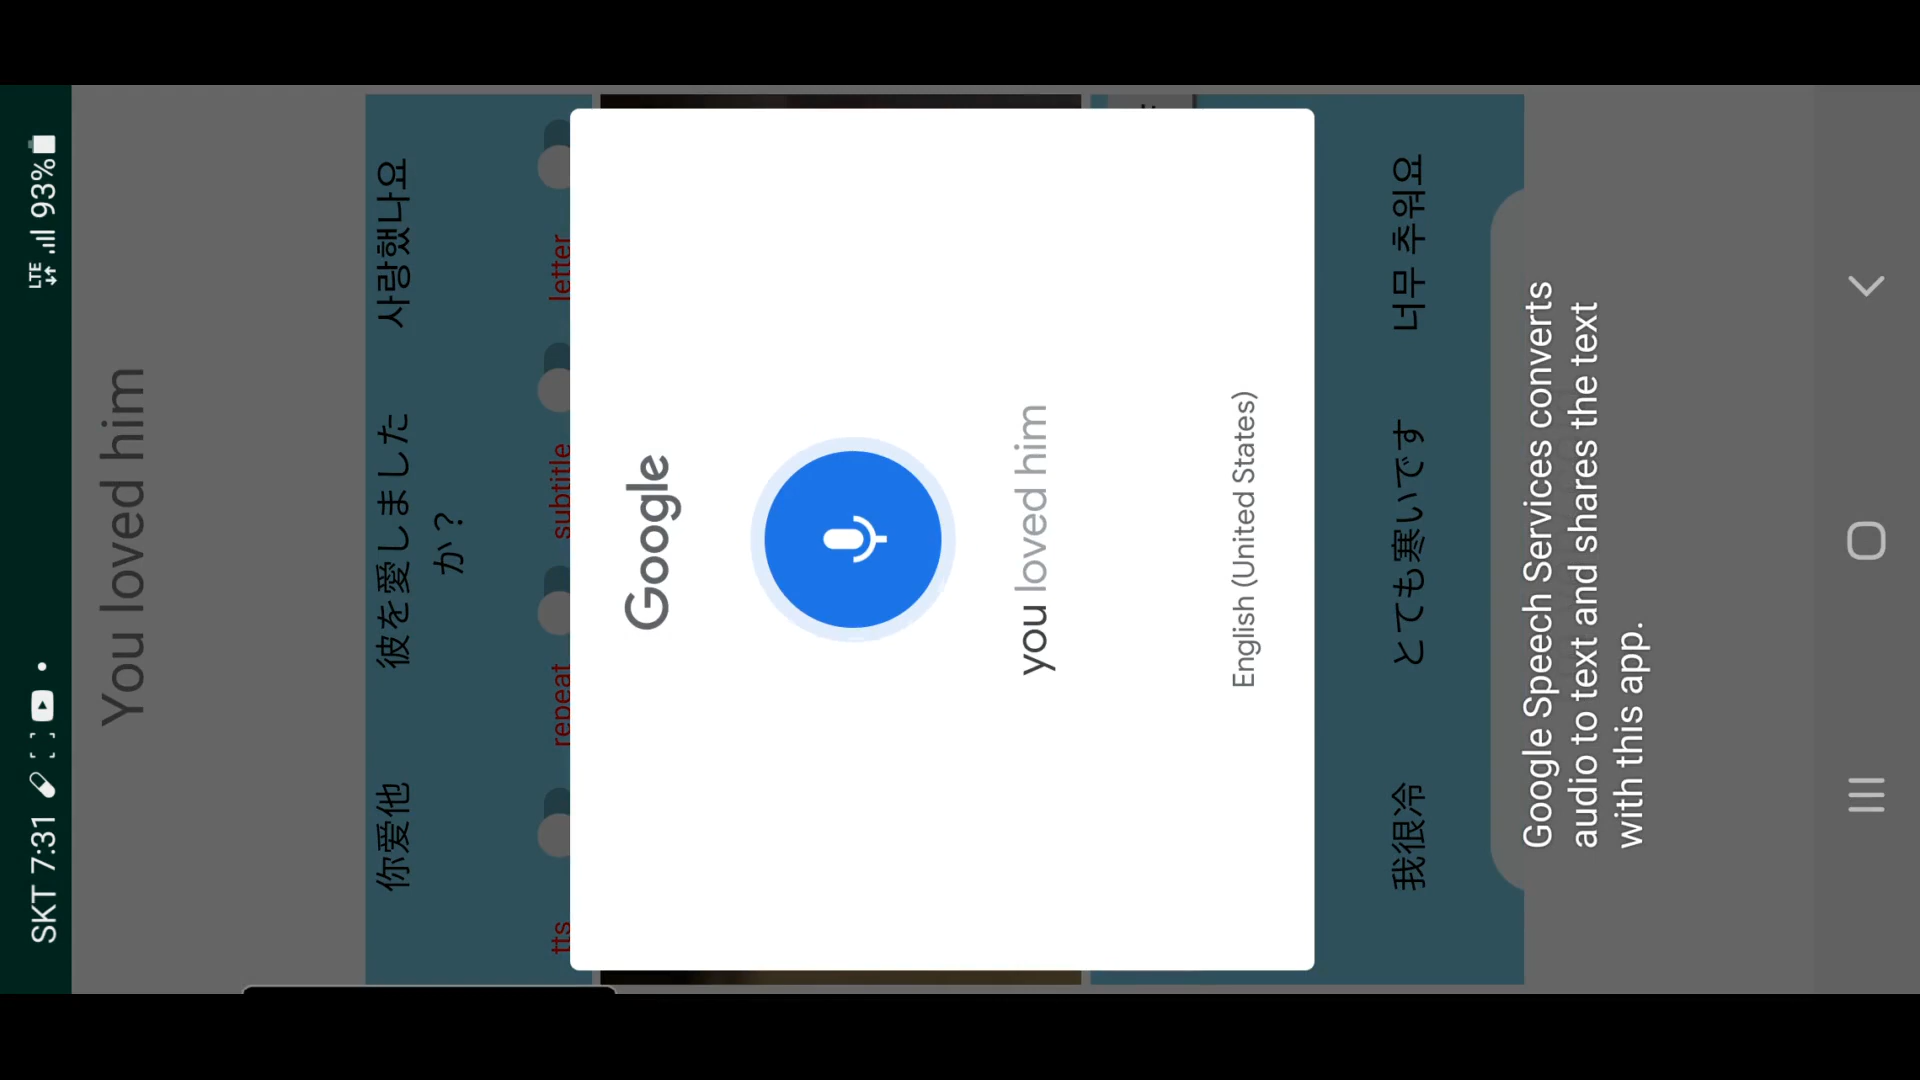 SKT 7:31
LTE
93%
You loved him
你爱他
彼を愛しました
か？
사랑했나요
tts
repeat
subtitle
letter
Google
you loved him
English (United States)
我很冷
とても寒いです
너무 추워요
Google Speech Services converts
audio to text and shares the text
with this app.